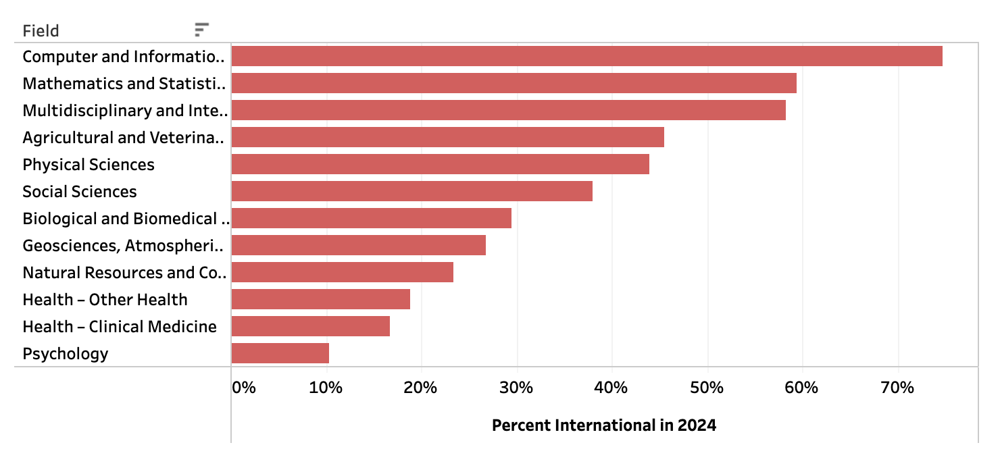 Field
Computer and Informatio..
Mathematics and Statisti..
Multidisciplinary and Inte..
Agricultural and Veterina..
Physical Sciences
Social Sciences
Biological and Biomedical ..
Geosciences, Atmospheri..
Natural Resources and Co..
Health – Other Health
Health – Clinical Medicine
Psychology
0% 10% 20% 30% 40% 50% 60% 70%
Percent International in 2024